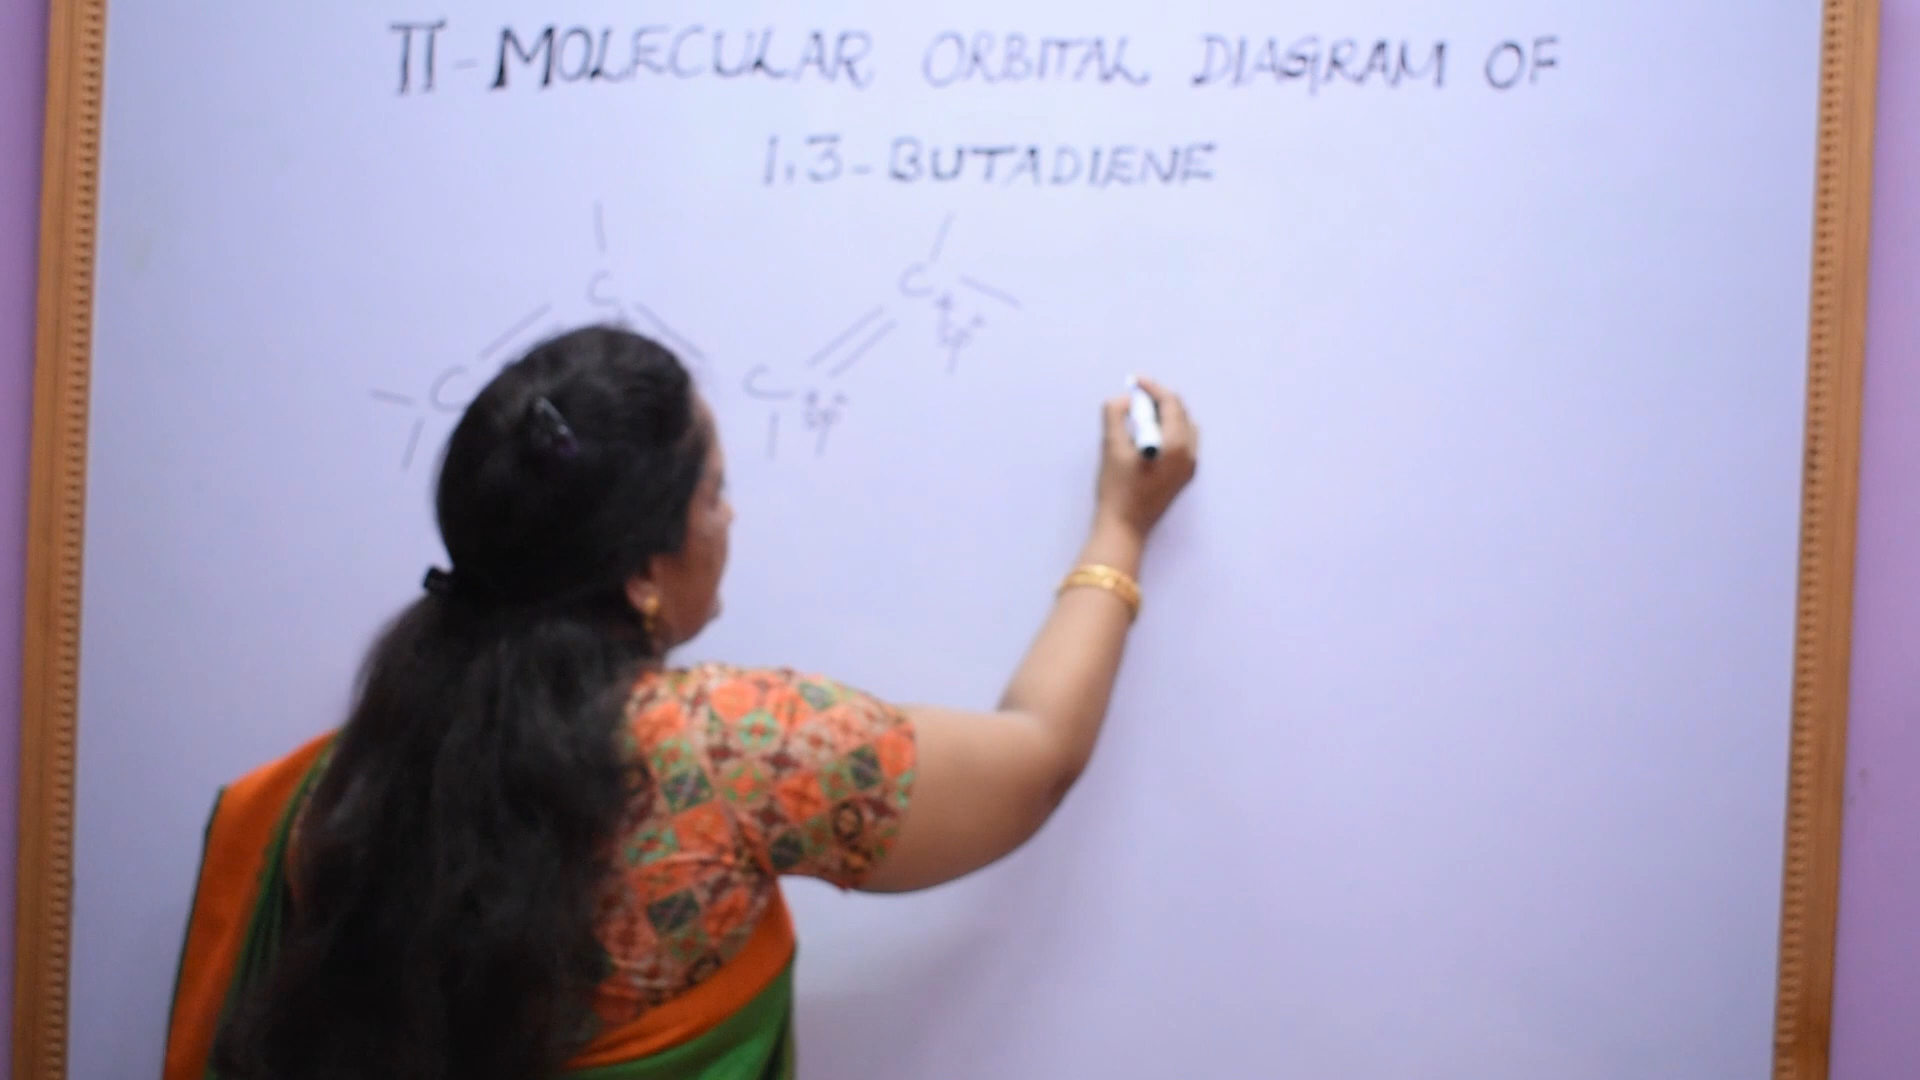 π-MOLECULAR ORBITAL DIAGRAM OF
1,3-BUTADIENE
C C
C C